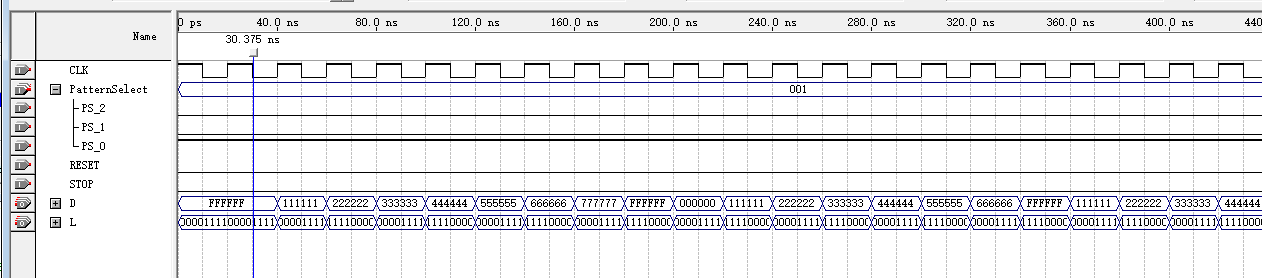 0 ps 40.0 ns 80.0 ns 120.0 ns 160.0 ns 200.0 ns 240.0 ns 280.0 ns 320.0 ns 360.0 ns 400.0 ns 440
Name
30.375 ns
CLK
PatternSelect 001
PS_2
PS_1
PS_0
RESET
STOP
D FFFFFF 111111 222222 333333 444444 555555 666666 777777 FFFFFF 000000 111111 222222 333333 444444 555555 666666 FFFFFF 111111 222222 333333 444444
L